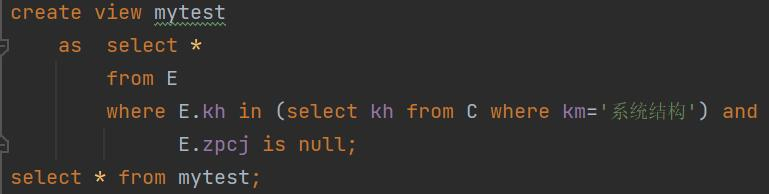 create view mytest
as select *
from E
where E.kh in (select kh from C where km='系统结构') and
E.zpcj is null;
select * from mytest;